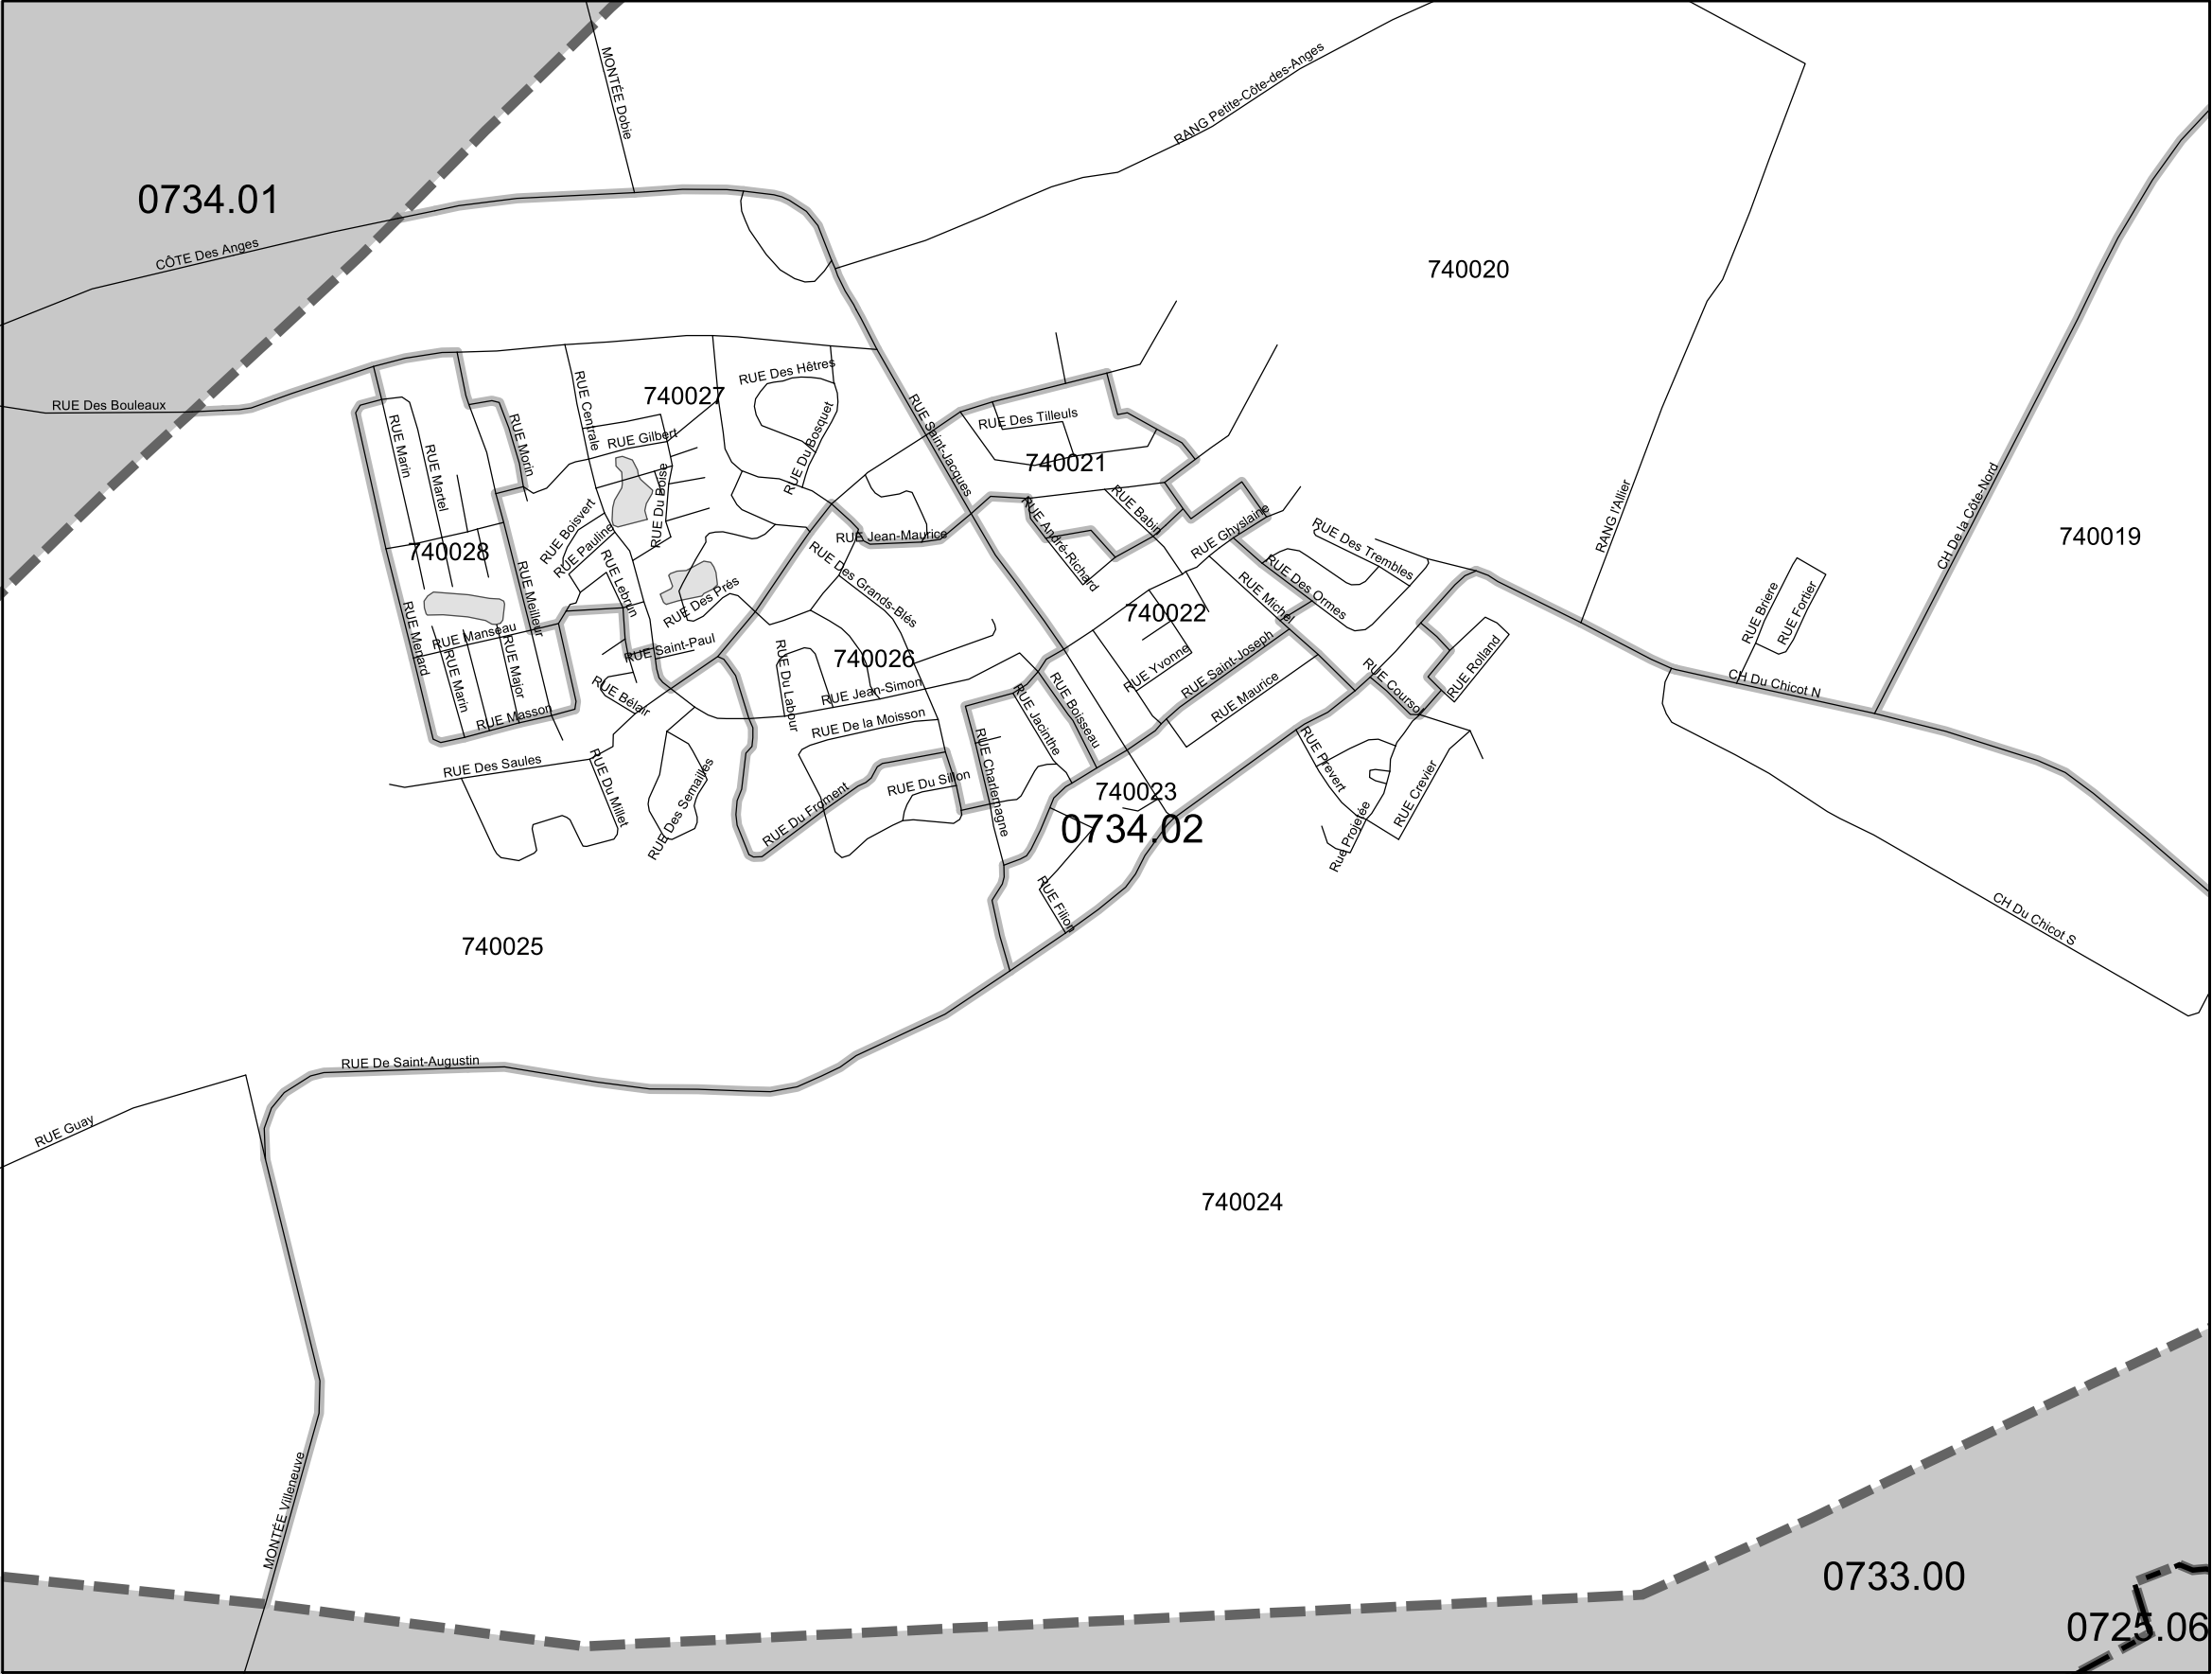 MONTÉE Dobie
RANG Petite-Côte-des-Anges
0734.01
CÔTE Des Anges
740020
RUE Des Bouleaux
RUE Des Hêtres
740027
RUE Centrale
RUE Gilbert
RUE Du Bosquet
RUE Saint-Jacques
RUE Des Tilleuls
740021
RUE Marin
RUE Martel
RUE Morin
RUE Du Boise
RUE Boisvert
RUE Pauline
RUE Jean-Maurice
RUE André-Richard
RUE Babin
RUE Ghyslaine
RUE Des Trembles
RANG l'Allier
CH De la Côte-Nord
740019
740028
RUE Meilleur
RUE Lebrun
RUE Des Prés
RUE Des Grands-Blés
RUE Des Ormes
RUE Michel
740022
RUE Briere
RUE Fortier
RUE Menard
RUE Manseau
RUE Marin
RUE Major
RUE Saint-Paul
RUE Du Labour
740026
RUE Jean-Simon
RUE Yvonne
RUE Saint-Joseph
RUE Maurice
RUE Rolland
CH Du Chicot N
RUE Bélair
RUE Masson
RUE De la Moisson
RUE Jacinthe
RUE Boisseau
RUE Courso
RUE Des Saules
RUE Du Millet
RUE Des Semailles
RUE Du Froment
RUE Du Sillon
RUE Charlemagne
740023
0734.02
RUE Prevert
RUE Crevier
Rue Projetée
RUE Filion
CH Du Chicot S
740025
RUE De Saint-Augustin
RUE Guay
740024
MONTÉE Villeneuve
0733.00
0725.06